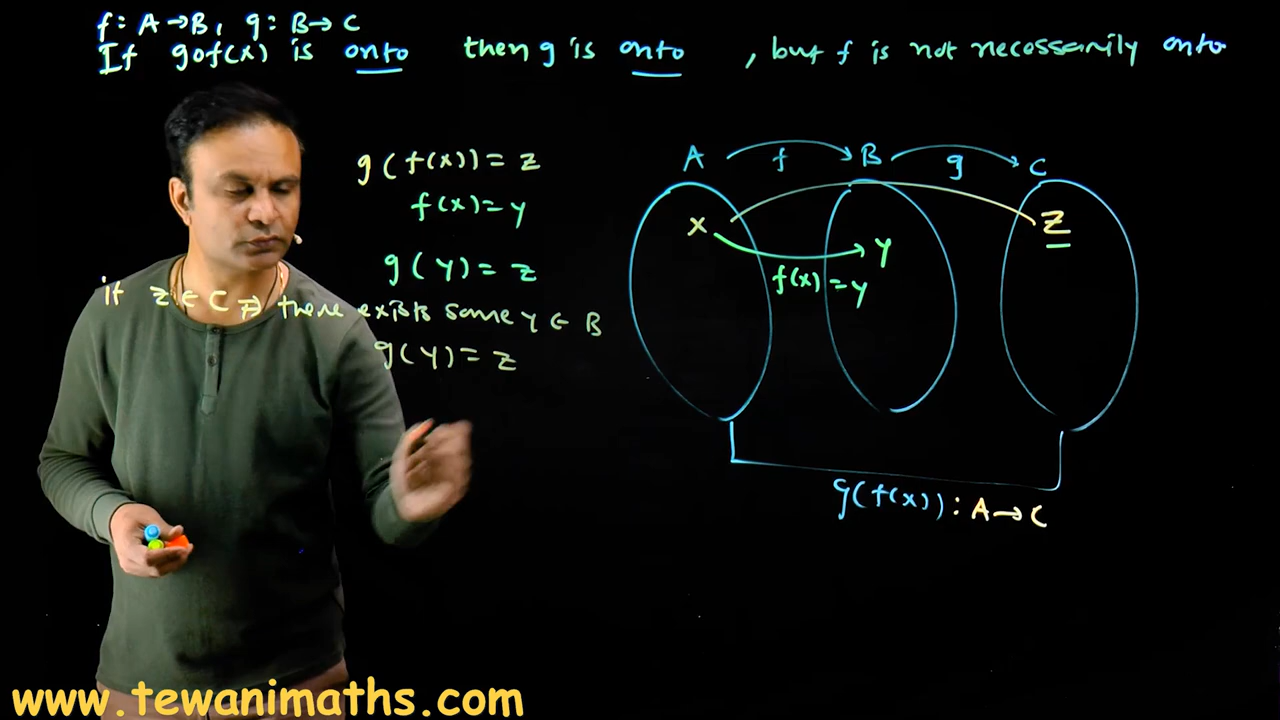 f: A→B, g: B→C
If gof(x) is onto then g is onto, but f is not necessarily onto
g(f(x)) = z
f(x) = y
g(y) = z
if z ∈ C ⇒ there exists some y ∈ B
g(y) = z
A f B g C
x
y
z
f(x) = y
g(f(x)): A→C
www.tewanimaths.com